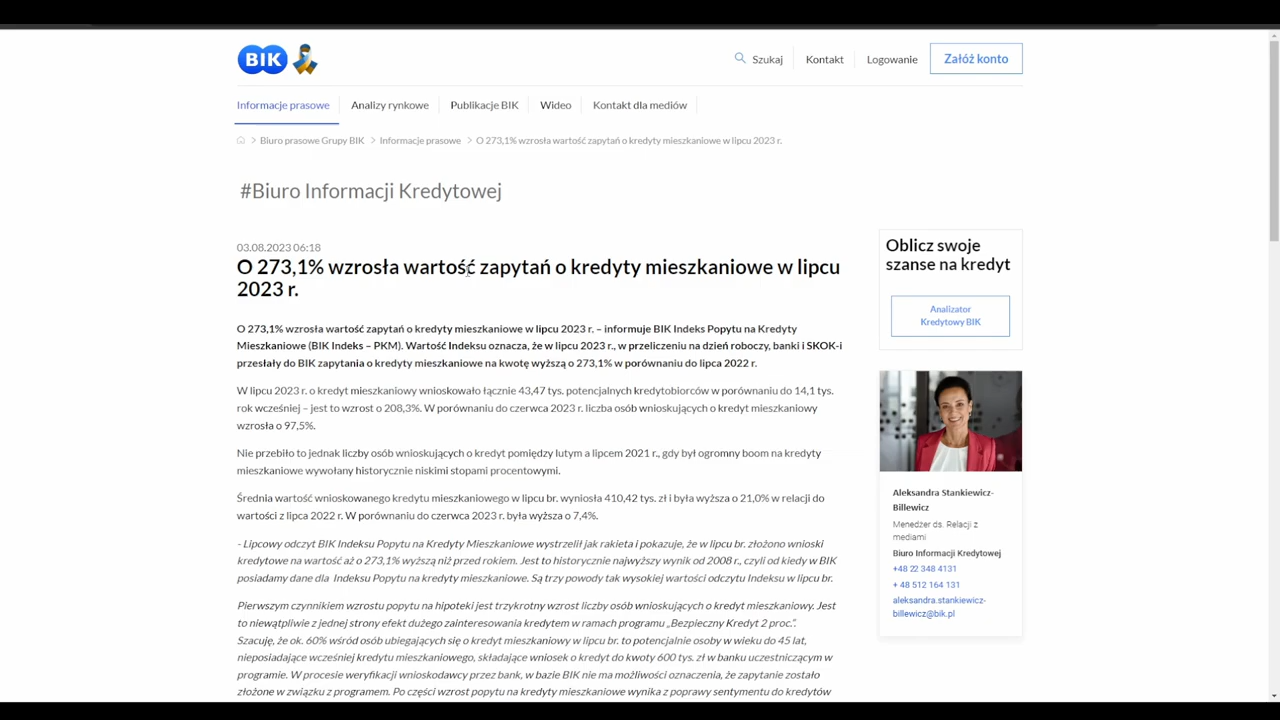 BIK
Szukaj
Kontakt
Logowanie
Załóż konto
Informacje prasowe
Analizy rynkowe
Publikacje BIK
Wideo
Kontakt dla mediów
> Biuro prasowe Grupy BIK > Informacje prasowe > O 273,1% wzrosła wartość zapytań o kredyty mieszkaniowe w lipcu 2023 r.
#Biuro Informacji Kredytowej
03.08.2023 06:18
O 273,1% wzrosła wartość zapytań o kredyty mieszkaniowe w lipcu
2023 r.
O 273,1% wzrosła wartość zapytań o kredyty mieszkaniowe w lipcu 2023 r. – informuje BIK Indeks Popytu na Kredyty
Mieszkaniowe (BIK Indeks – PKM). Wartość Indeksu oznacza, że w lipcu 2023 r., w przeliczeniu na dzień roboczy, banki i SKOK-i
przesłały do BIK zapytania o kredyty mieszkaniowe na kwotę wyższą o 273,1% w porównaniu do lipca 2022 r.
W lipcu 2023 r. o kredyt mieszkaniowy wnioskowało łącznie 43,47 tys. potencjalnych kredytobiorców w porównaniu do 14,1 tys.
rok wcześniej – jest to wzrost o 208,3%. W porównaniu do czerwca 2023 r. liczba osób wnioskujących o kredyt mieszkaniowy
wzrosła o 97,5%.
Nie przebiło to jednak liczby osób wnioskujących o kredyt pomiędzy lutym a lipcem 2021 r., gdy był ogromny boom na kredyty
mieszkaniowe wywołany historycznie niskimi stopami procentowymi.
Średnia wartość wnioskowanego kredytu mieszkaniowego w lipcu br. wyniosła 410,42 tys. zł i była wyższa o 21,0% w relacji do
wartości z lipca 2022 r. W porównaniu do czerwca 2023 r. była wyższa o 7,4%.
- Lipcowy odczyt BIK Indeksu Popytu na Kredyty Mieszkaniowe wystrzelił jak rakieta i pokazuje, że w lipcu br. złożono wnioski
kredytowe na wartość aż o 273,1% wyższą niż przed rokiem. Jest to historycznie najwyższy wynik od 2008 r., czyli od kiedy w BIK
posiadamy dane dla Indeksu Popytu na kredyty mieszkaniowe. Są trzy powody tak wysokiej wartości odczytu Indeksu w lipcu br.
Pierwszym czynnikiem wzrostu popytu na hipoteki jest trzykrotny wzrost liczby osób wnioskujących o kredyt mieszkaniowy. Jest
to niewątpliwie z jednej strony efekt dużego zainteresowania kredytem w ramach programu „Bezpieczny Kredyt 2 proc.”.
Szacuję, że ok. 60% wśród osób ubiegających się o kredyt mieszkaniowy w lipcu br. to potencjalne osoby w wieku do 45 lat,
nieposiadające wcześniej kredytu mieszkaniowego, składające wniosek o kredyt do kwoty 600 tys. zł w banku uczestniczącym w
programie. W procesie weryfikacji wnioskodawcy przez bank, w bazie BIK nie ma możliwości oznaczenia, że zapytanie zostało
złożone w związku z programem. Po części wzrost popytu na kredyty mieszkaniowe wynika z poprawy sentymentu do kredytów
Oblicz swoje
szanse na kredyt
Analizator
Kredytowy BIK
Aleksandra Stankiewicz-
Billewicz
Menedżer ds. Relacji z
mediami
Biuro Informacji Kredytowej
+48 22 348 4131
+ 48 512 164 131
aleksandra.stankiewicz-
billewicz@bik.pl